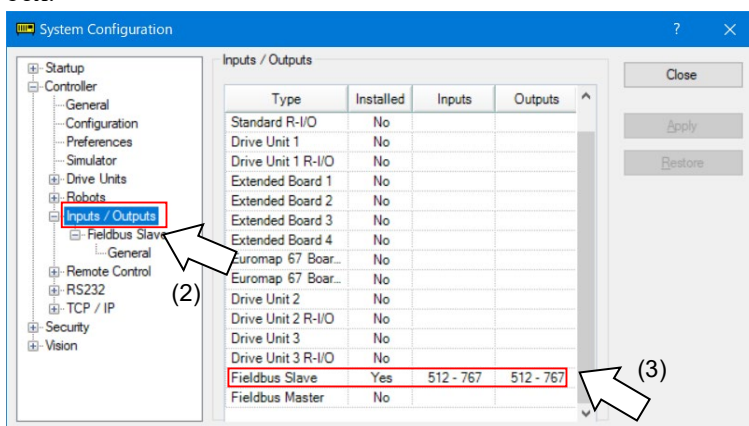 System Configuration
? ×
Startup
Controller
General
Configuration
Preferences
Simulator
Drive Units
Robots
Inputs / Outputs
Fieldbus Slave
General
Remote Control
RS232
TCP / IP
Security
Vision
(2)
Inputs / Outputs
Type Installed Inputs Outputs
Standard R-I/O No
Drive Unit 1 No
Drive Unit 1 R-I/O No
Extended Board 1 No
Extended Board 2 No
Extended Board 3 No
Extended Board 4 No
Euromap 67 Boar... No
Euromap 67 Boar... No
Drive Unit 2 No
Drive Unit 2 R-I/O No
Drive Unit 3 No
Drive Unit 3 R-I/O No
Fieldbus Slave Yes 512 - 767 512 - 767
Fieldbus Master No
(3)
Close
Apply
Restore